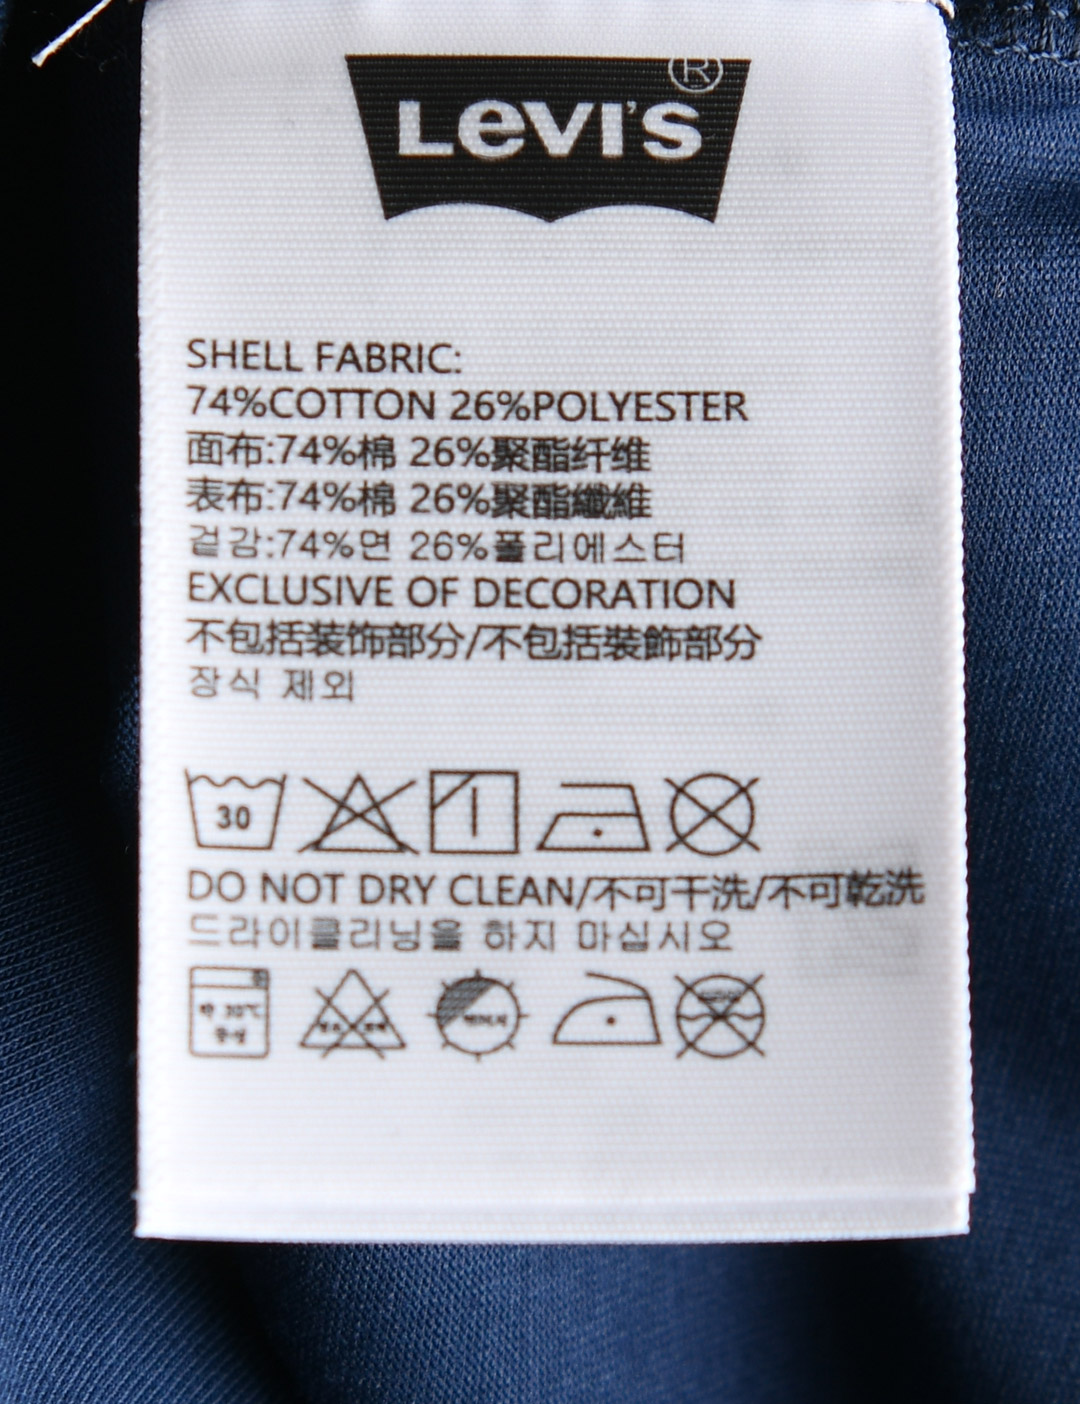 LEVI'S ®
SHELL FABRIC:
74%COTTON 26%POLYESTER
面布:74%棉 26%聚酯纤维
表布:74%棉 26%聚酯纖維
겉감:74%면 26%폴리에스터
EXCLUSIVE OF DECORATION
不包括装饰部分/不包括裝飾部分
장식 제외
30
DO NOT DRY CLEAN/不可干洗/不可乾洗
드라이클리닝을 하지 마십시오
약 30℃
중성